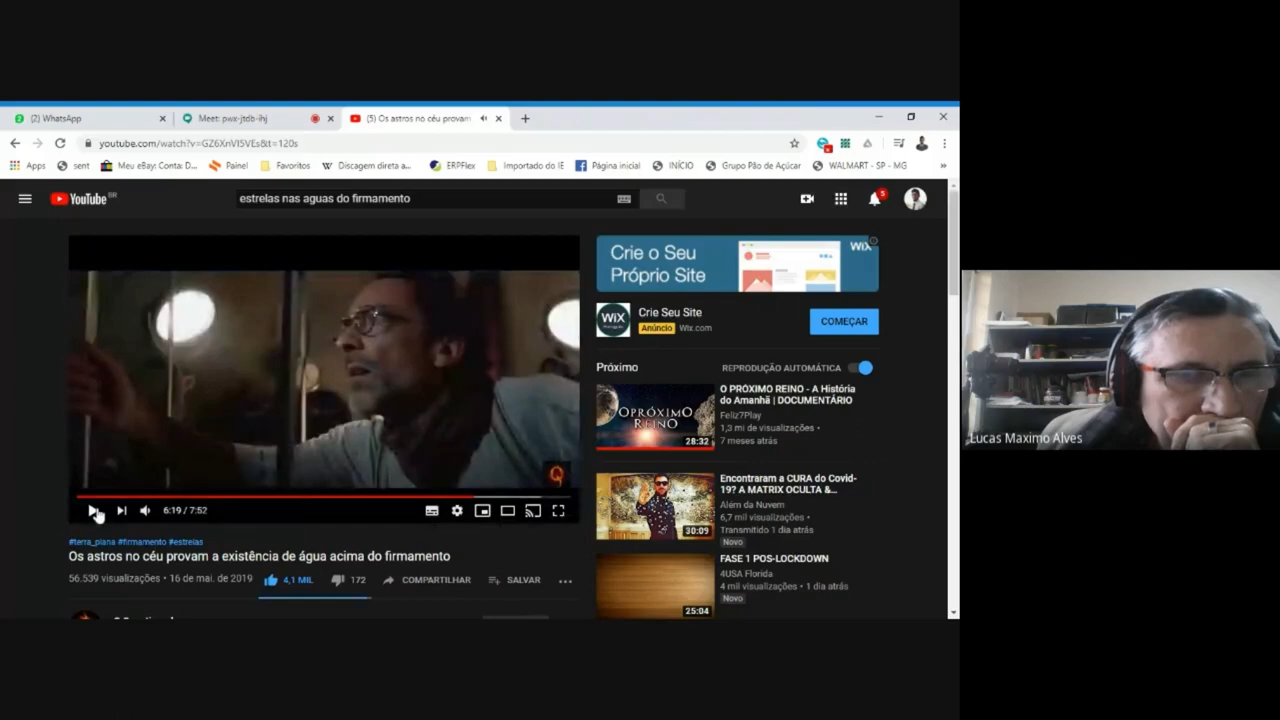 (2) WhatsApp
Meet: pwx-jtdb-ihj
(5) Os astros no céu provam
youtube.com/watch?v=GZ6XnVI5VEs&t=120s
Apps
sent
Meu eBay: Conta: D...
Painel
Favoritos
Discagem direta a...
ERPFlex
Importado do IE
Página inicial
INÍCIO
Grupo Pão de Açúcar
WALMART - SP - MG
YouTube BR
estrelas nas aguas do firmamento
5
Crie o Seu
Próprio Site
WiX
WiX
Crie Seu Site
Anúncio Wix.com
COMEÇAR
Próximo
REPRODUÇÃO AUTOMÁTICA
OPRÓXIMO
REINO
28:32
O PRÓXIMO REINO - A História
do Amanhã | DOCUMENTÁRIO
Feliz7Play
1,3 mi de visualizações •
7 meses atrás
30:09
Encontraram a CURA do Covid-
19? A MATRIX OCULTA &...
Além da Nuvem
6,7 mil visualizações •
Transmitido 1 dia atrás
Novo
25:04
FASE 1 POS-LOCKDOWN
4USA Florida
4 mil visualizações • 1 dia atrás
Novo
6:19 / 7:52
#terra_plana #firmamento #estrelas
Os astros no céu provam a existência de água acima do firmamento
56.539 visualizações • 16 de mai. de 2019
4,1 MIL
172
COMPARTILHAR
SALVAR
Lucas Maximo Alves